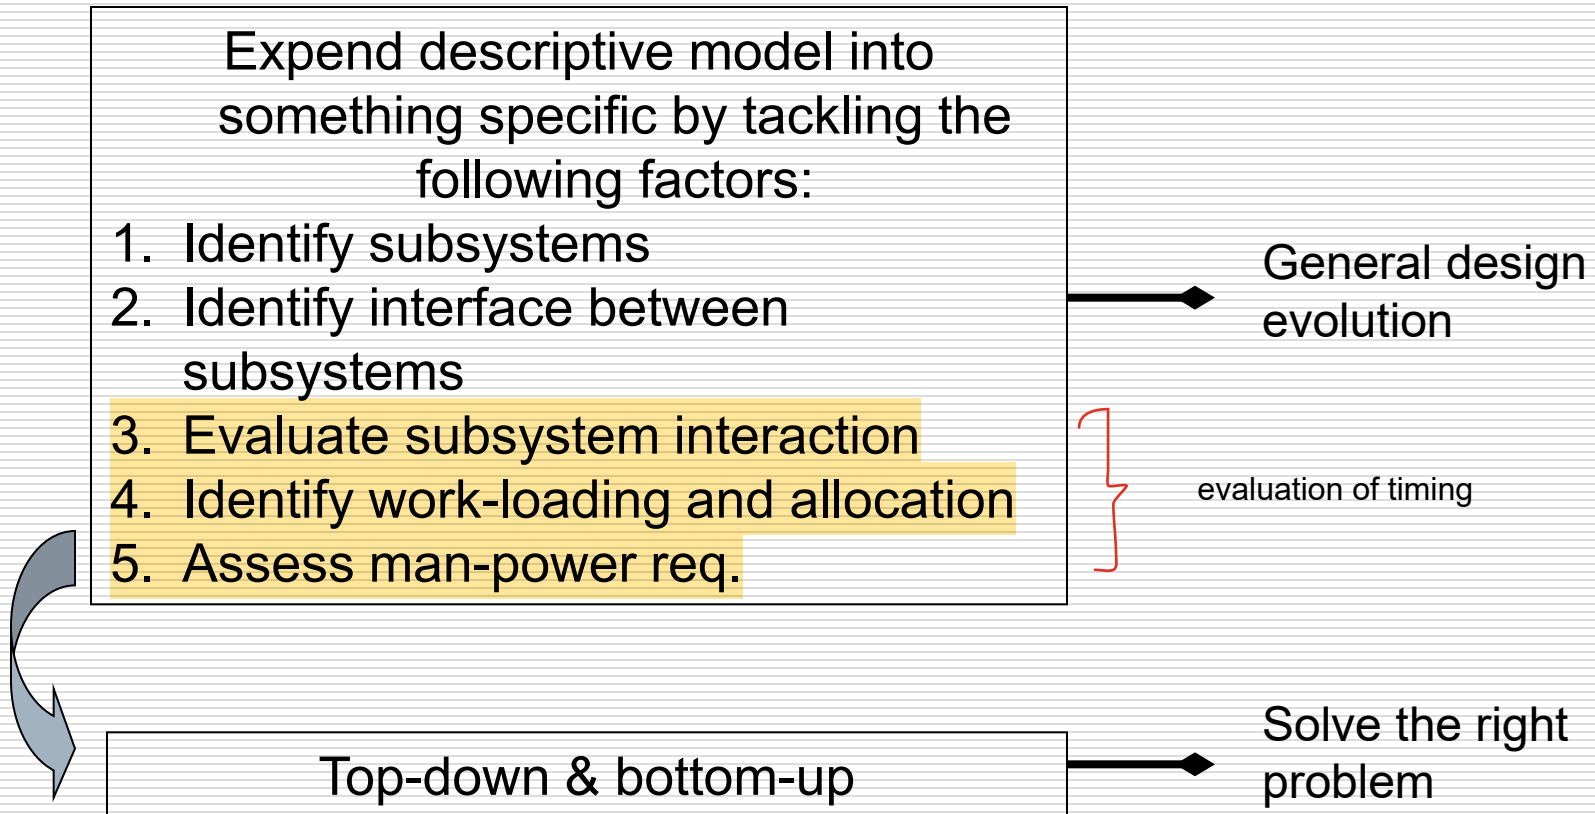 Expend descriptive model into
something specific by tackling the
following factors:
1. Identify subsystems
2. Identify interface between
subsystems
3. Evaluate subsystem interaction
4. Identify work-loading and allocation
5. Assess man-power req.
General design
evolution
evaluation of timing
Top-down & bottom-up
Solve the right
problem